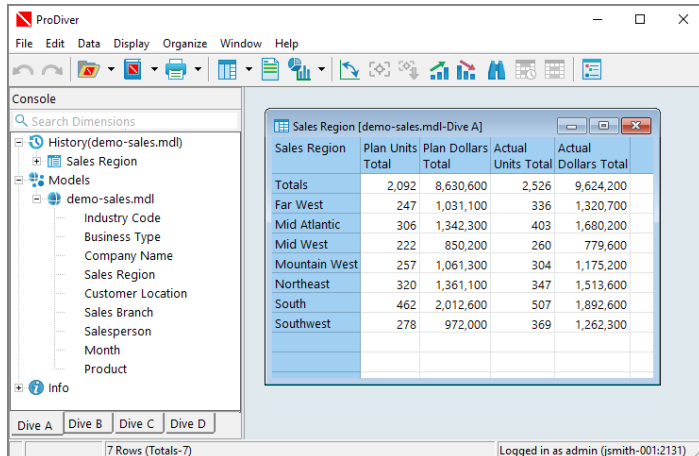 ProDiver
File Edit Data Display Organize Window Help
Console
Search Dimensions
History(demo-sales.mdl)
Sales Region
Models
demo-sales.mdl
Industry Code
Business Type
Company Name
Sales Region
Customer Location
Sales Branch
Salesperson
Month
Product
Info
Dive A Dive B Dive C Dive D
Sales Region [demo-sales.mdl-Dive A]
Sales Region Plan Units Plan Dollars Actual Actual
Total Total Units Total Dollars Total
Totals 2,092 8,630,600 2,526 9,624,200
Far West 247 1,031,100 336 1,320,700
Mid Atlantic 306 1,342,300 403 1,680,200
Mid West 222 850,200 260 779,600
Mountain West 257 1,061,300 304 1,175,200
Northeast 320 1,361,100 347 1,513,600
South 462 2,012,600 507 1,892,600
Southwest 278 972,000 369 1,262,300
7 Rows (Totals-7) Logged in as admin (jsmith-001:2131)